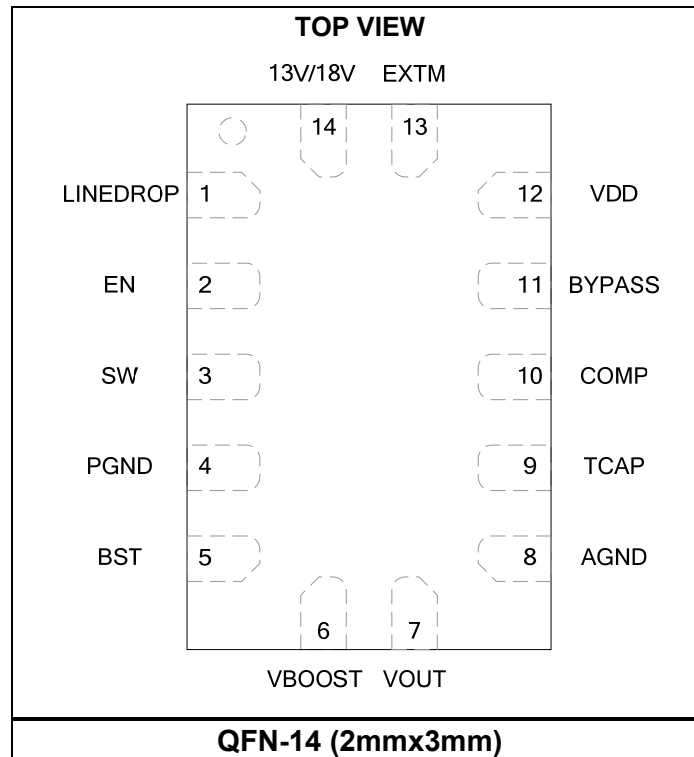 TOP VIEW
13V/18V EXTM
14 13
LINEDROP 1 12 VDD
EN 2 11 BYPASS
SW 3 10 COMP
PGND 4 9 TCAP
BST 5 8 AGND
6 7
VBOOST VOUT
QFN-14 (2mmx3mm)